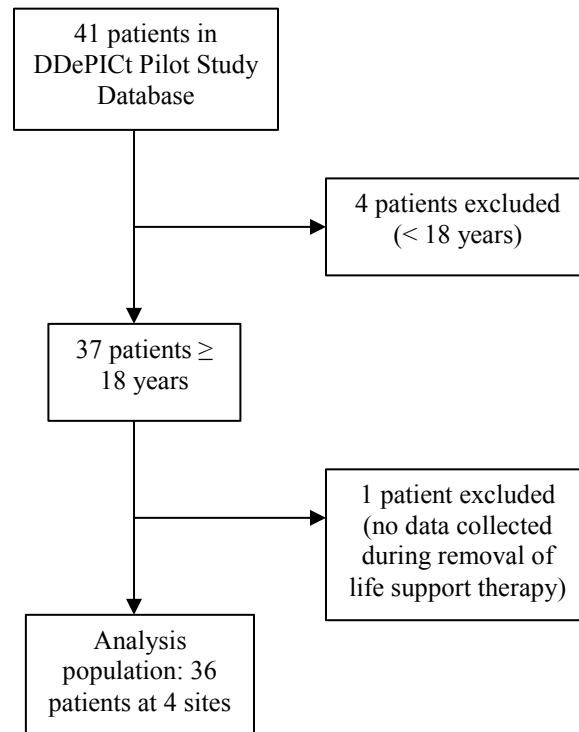 41 patients in
DDePICt Pilot Study
Database
4 patients excluded
(< 18 years)
37 patients ≥
18 years
1 patient excluded
(no data collected
during removal of
life support therapy)
Analysis
population: 36
patients at 4 sites